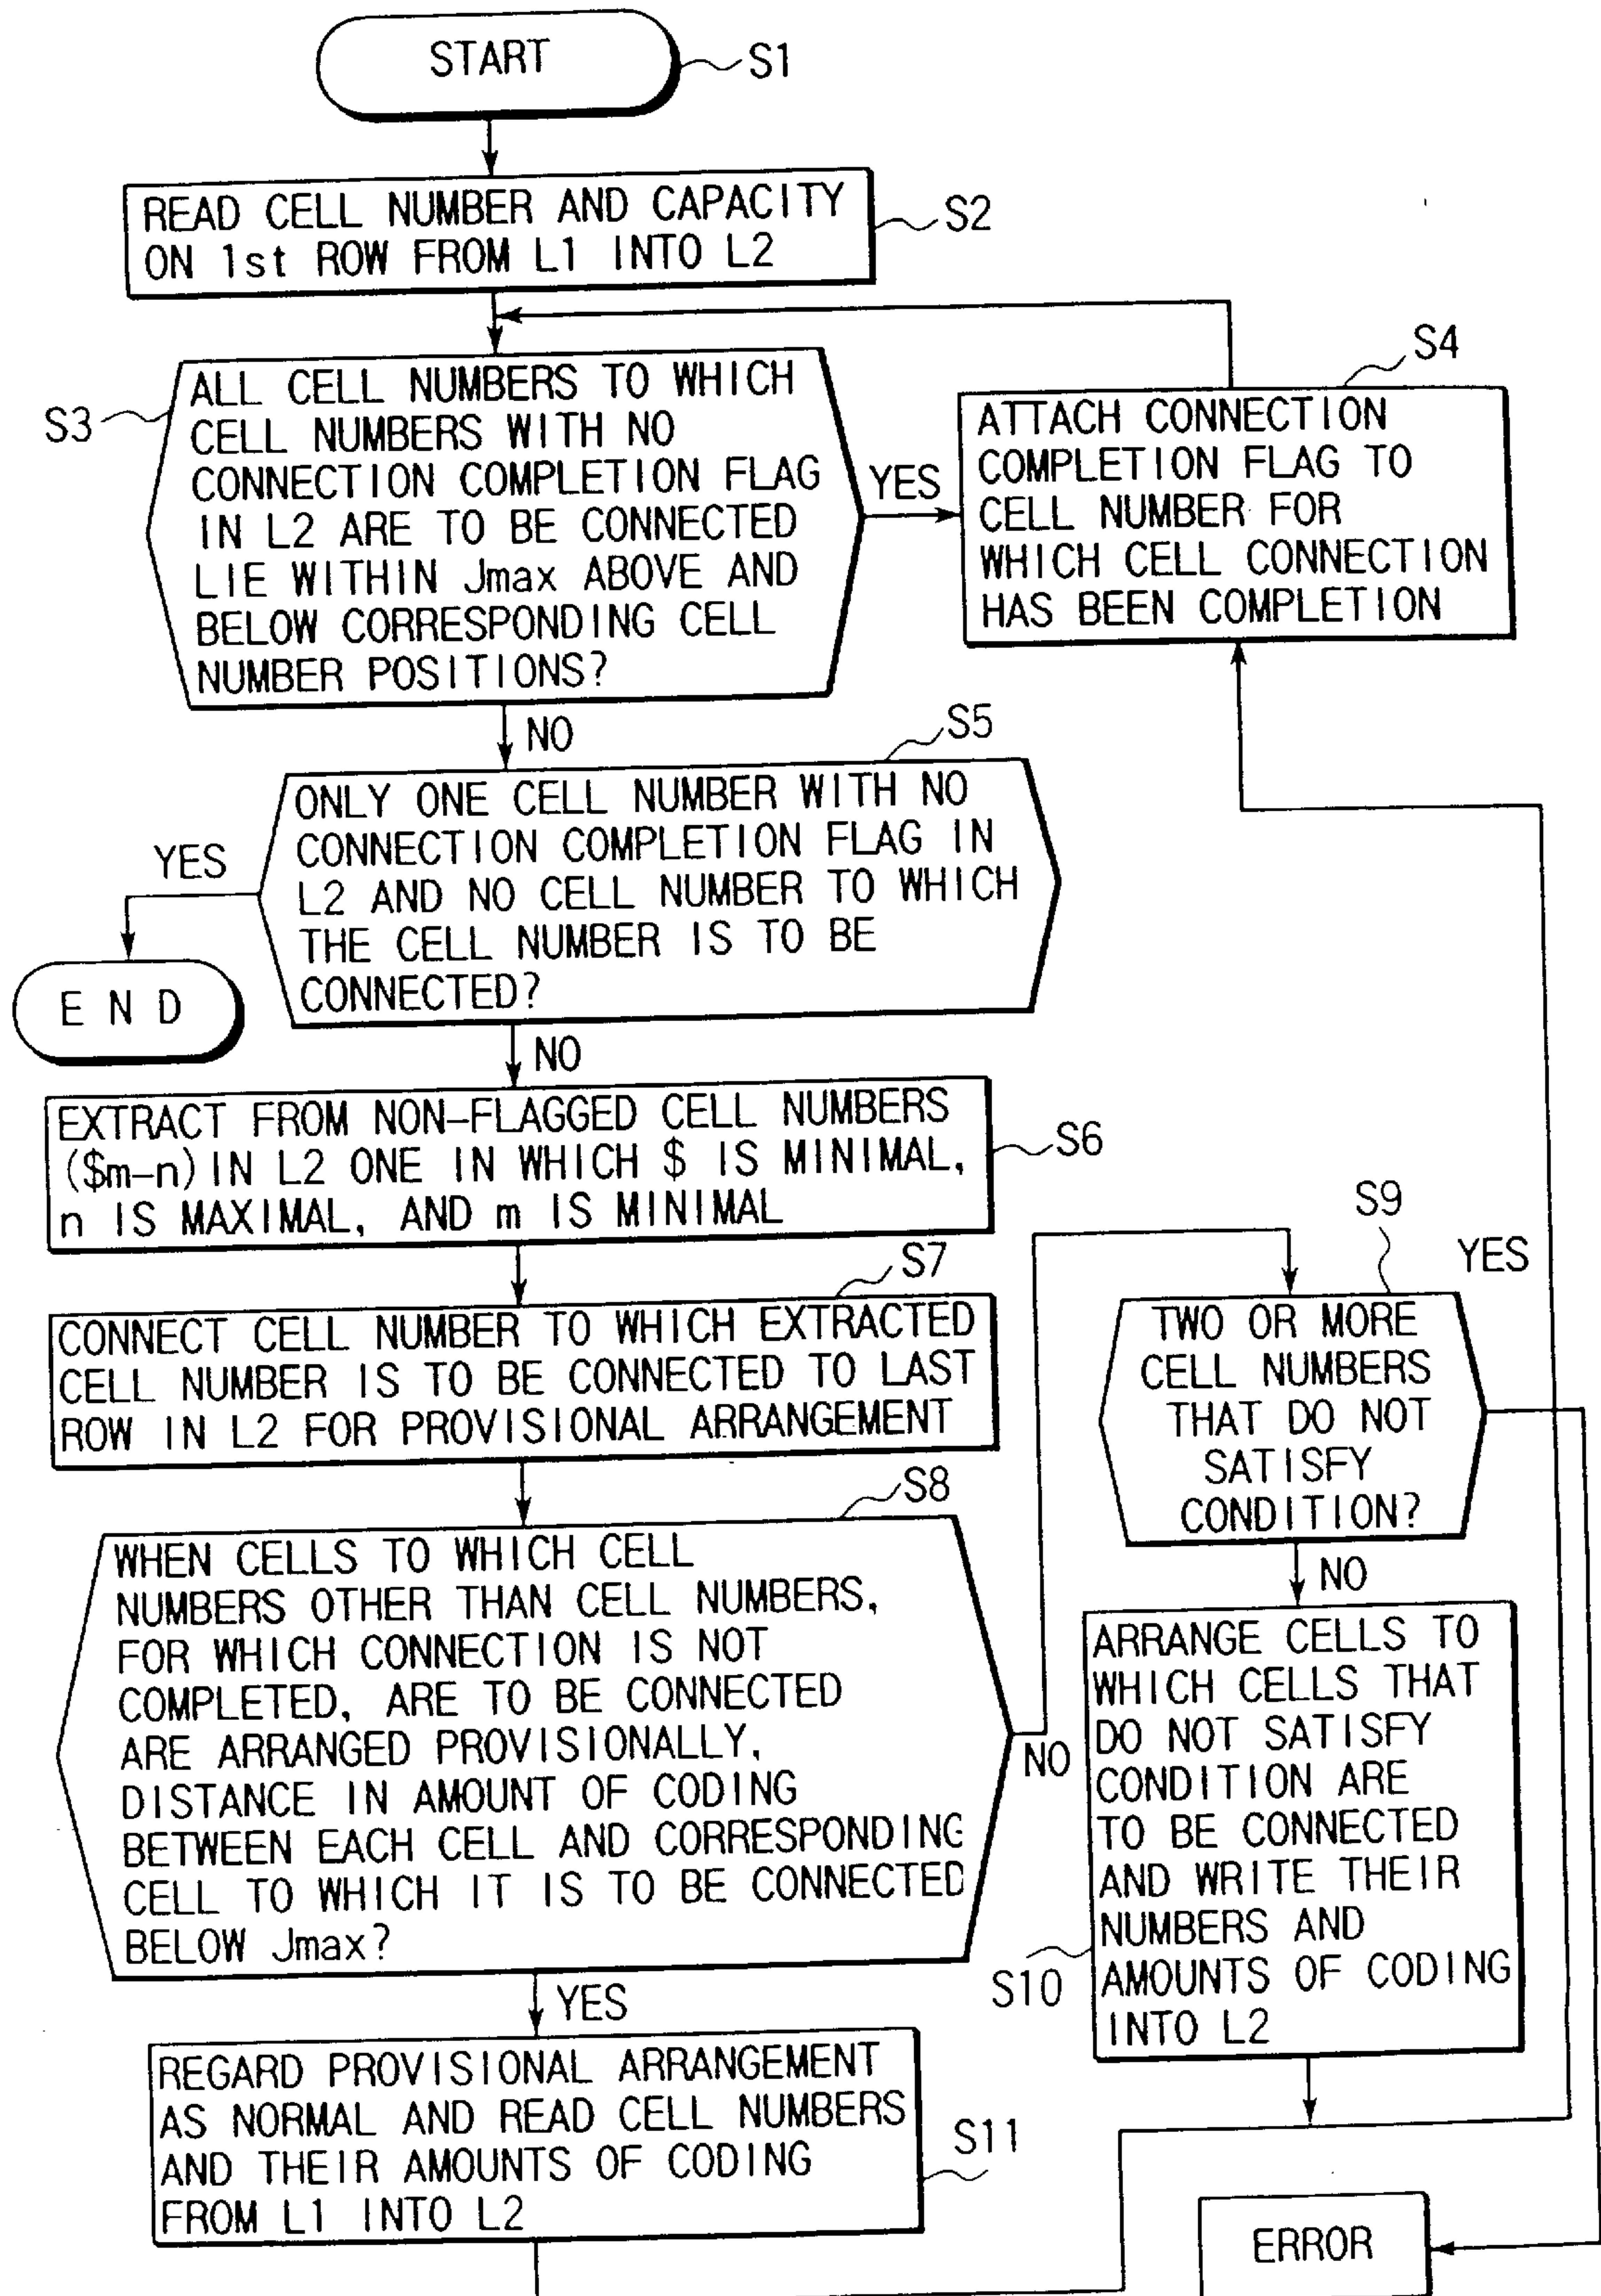 START
S1
READ CELL NUMBER AND CAPACITY
ON 1st ROW FROM L1 INTO L2
S2
S3
ALL CELL NUMBERS TO WHICH
CELL NUMBERS WITH NO
CONNECTION COMPLETION FLAG
IN L2 ARE TO BE CONNECTED
LIE WITHIN Jmax ABOVE AND
BELOW CORRESPONDING CELL
NUMBER POSITIONS?
YES
S4
ATTACH CONNECTION
COMPLETION FLAG TO
CELL NUMBER FOR
WHICH CELL CONNECTION
HAS BEEN COMPLETION
NO
S5
ONLY ONE CELL NUMBER WITH NO
CONNECTION COMPLETION FLAG IN
L2 AND NO CELL NUMBER TO WHICH
THE CELL NUMBER IS TO BE
CONNECTED?
YES
END
NO
EXTRACT FROM NON-FLAGGED CELL NUMBERS
($m-n) IN L2 ONE IN WHICH $ IS MINIMAL,
n IS MAXIMAL, AND m IS MINIMAL
S6
S7
CONNECT CELL NUMBER TO WHICH EXTRACTED
CELL NUMBER IS TO BE CONNECTED TO LAST
ROW IN L2 FOR PROVISIONAL ARRANGEMENT
S8
WHEN CELLS TO WHICH CELL
NUMBERS OTHER THAN CELL NUMBERS,
FOR WHICH CONNECTION IS NOT
COMPLETED, ARE TO BE CONNECTED
ARE ARRANGED PROVISIONALLY,
DISTANCE IN AMOUNT OF CODING
BETWEEN EACH CELL AND CORRESPONDING
CELL TO WHICH IT IS TO BE CONNECTED
BELOW Jmax?
NO
S9
YES
TWO OR MORE
CELL NUMBERS
THAT DO NOT
SATISFY
CONDITION?
NO
ARRANGE CELLS TO
WHICH CELLS THAT
DO NOT SATISFY
CONDITION ARE
TO BE CONNECTED
AND WRITE THEIR
NUMBERS AND
AMOUNTS OF CODING
INTO L2
S10
YES
REGARD PROVISIONAL ARRANGEMENT
AS NORMAL AND READ CELL NUMBERS
AND THEIR AMOUNTS OF CODING
FROM L1 INTO L2
S11
ERROR